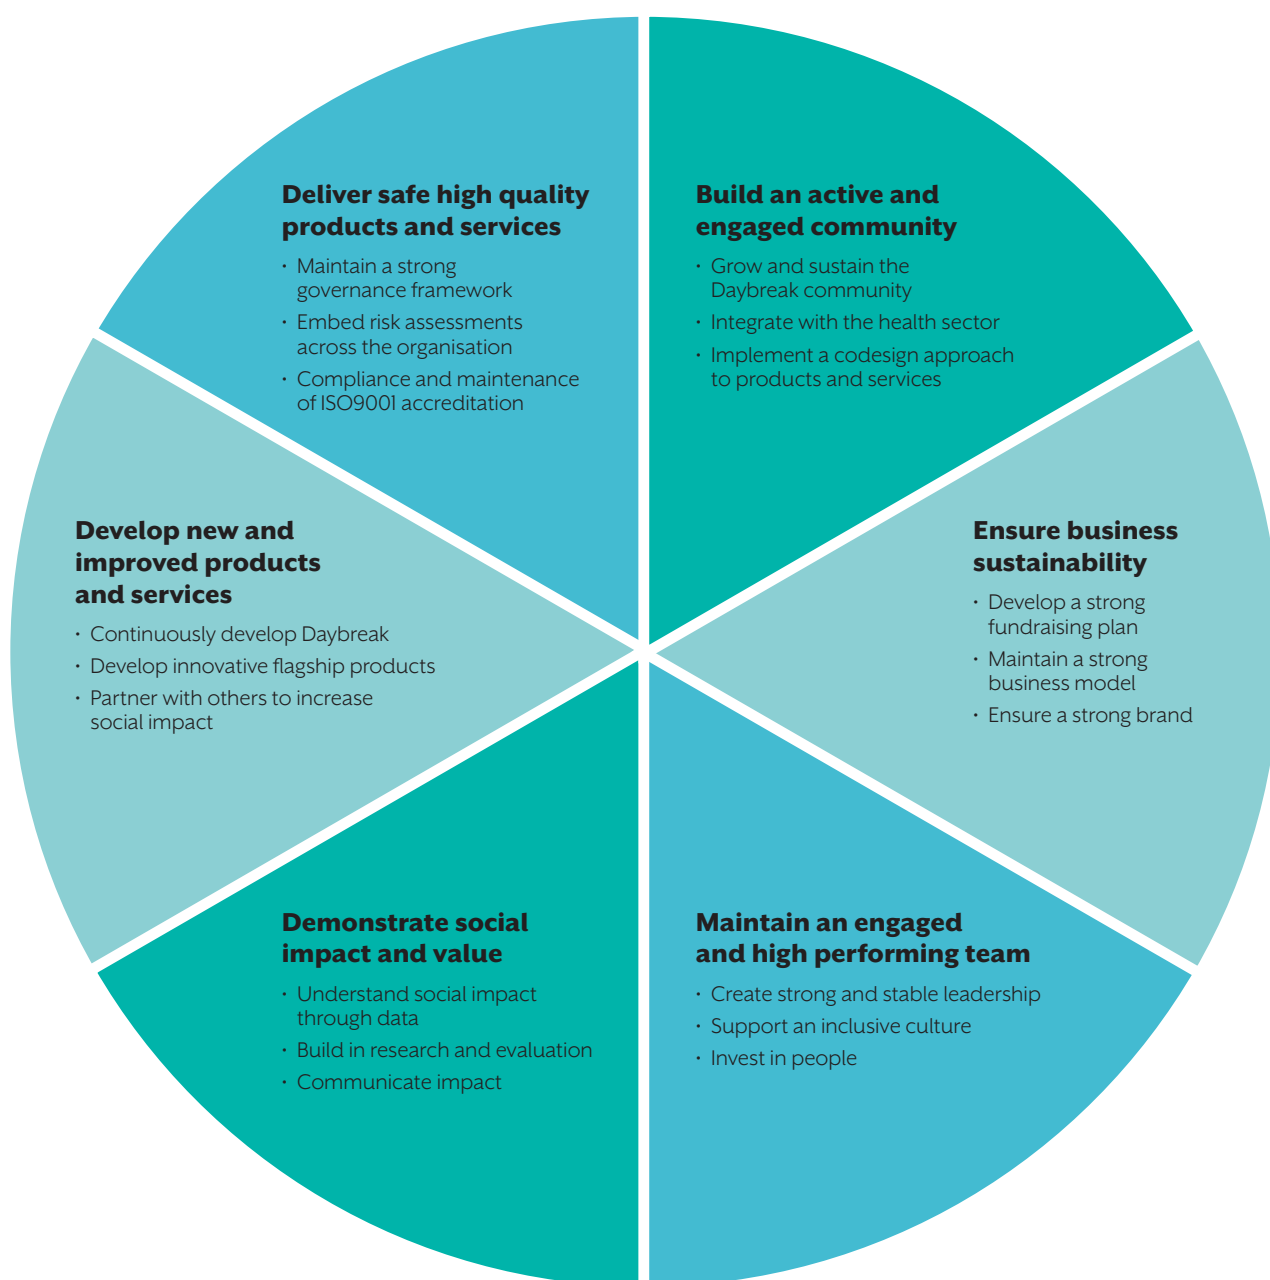 Deliver safe high quality
products and services
· Maintain a strong
governance framework
· Embed risk assessments
across the organisation
· Compliance and maintenance
of ISO9001 accreditation
Build an active and
engaged community
· Grow and sustain the
Daybreak community
· Integrate with the health sector
· Implement a codesign approach
to products and services
Develop new and
improved products
and services
· Continuously develop Daybreak
· Develop innovative flagship products
· Partner with others to increase
social impact
Ensure business
sustainability
· Develop a strong
fundraising plan
· Maintain a strong
business model
· Ensure a strong brand
Demonstrate social
impact and value
· Understand social impact
through data
· Build in research and evaluation
· Communicate impact
Maintain an engaged
and high performing team
· Create strong and stable leadership
· Support an inclusive culture
· Invest in people